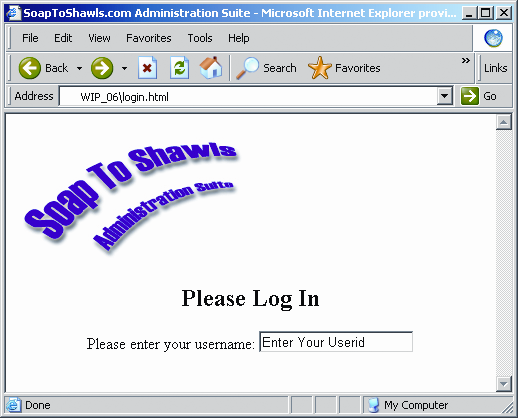 SoapToShawls.com Administration Suite - Microsoft Internet Explorer provi...
File Edit View Favorites Tools Help
Back Search Favorites » Links
Address WIP_06\login.html Go
Soap To Shawls
Administration Suite
Please Log In
Please enter your username: Enter Your Userid
Done My Computer